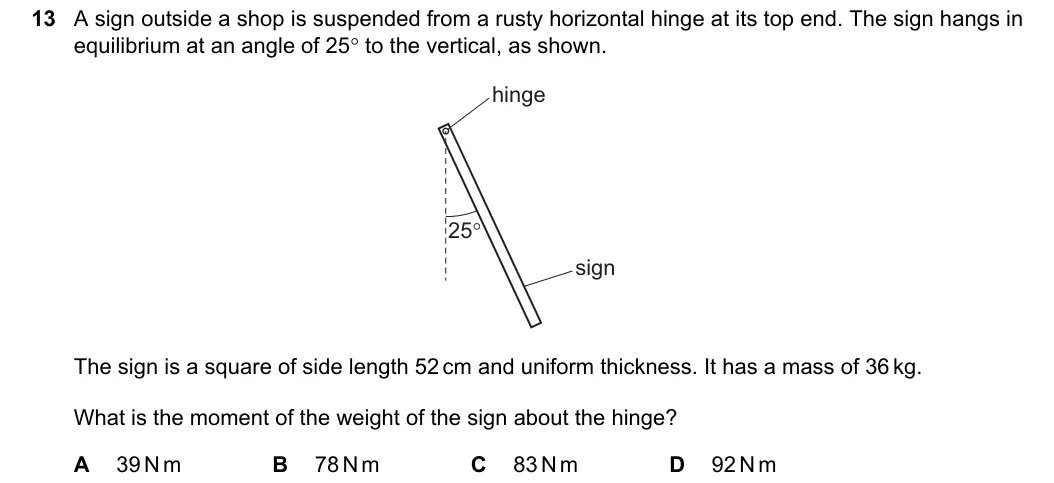 13 A sign outside a shop is suspended from a rusty horizontal hinge at its top end. The sign hangs in
equilibrium at an angle of 25° to the vertical, as shown.
hinge
25°
sign
The sign is a square of side length 52 cm and uniform thickness. It has a mass of 36 kg.
What is the moment of the weight of the sign about the hinge?
A 39 N m B 78 N m C 83 N m D 92 N m